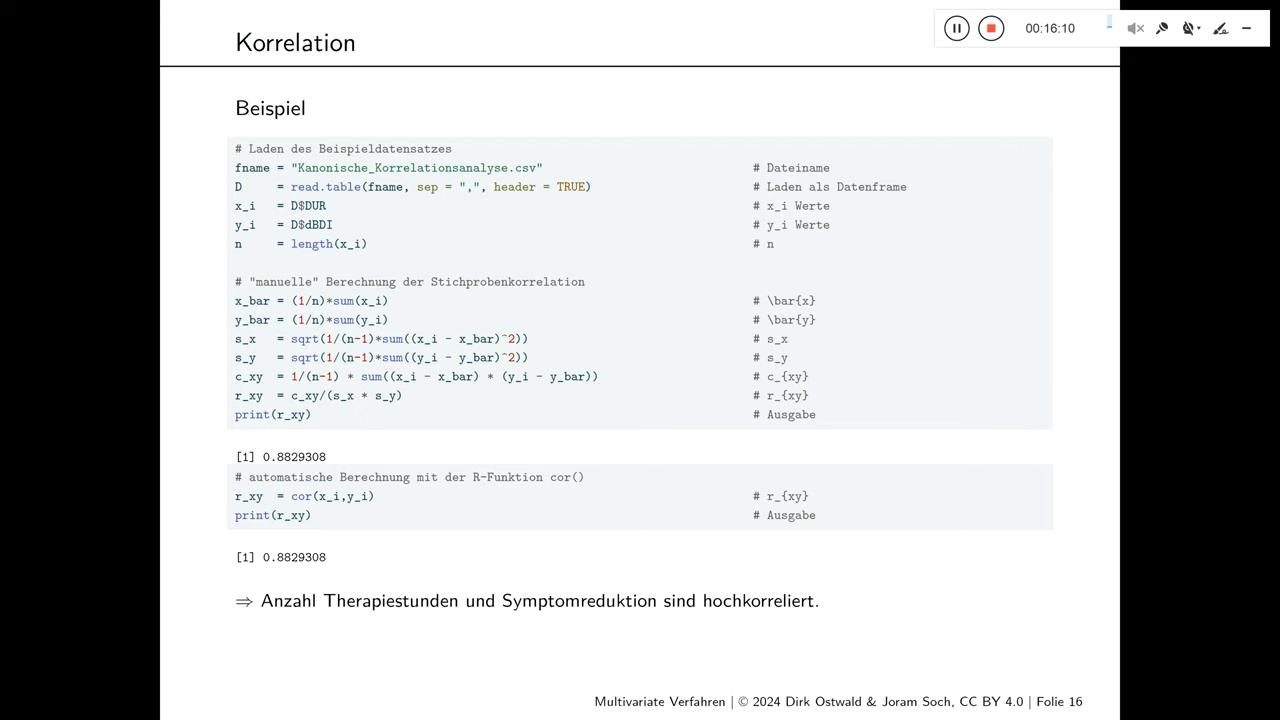 00:16:10
Korrelation
Beispiel
# Laden des Beispieldatensatzes
fname = "Kanonische_Korrelationsanalyse.csv" # Dateiname
D = read.table(fname, sep = ",", header = TRUE) # Laden als Datenframe
x_i = D$DUR # x_i Werte
y_i = D$dBDI # y_i Werte
n = length(x_i) # n
# "manuelle" Berechnung der Stichprobenkorrelation
x_bar = (1/n)*sum(x_i) # \bar{x}
y_bar = (1/n)*sum(y_i) # \bar{y}
s_x = sqrt(1/(n-1)*sum((x_i - x_bar)^2)) # s_x
s_y = sqrt(1/(n-1)*sum((y_i - y_bar)^2)) # s_y
c_xy = 1/(n-1) * sum((x_i - x_bar) * (y_i - y_bar)) # c_{xy}
r_xy = c_xy/(s_x * s_y) # r_{xy}
print(r_xy) # Ausgabe
[1] 0.8829308
# automatische Berechnung mit der R-Funktion cor()
r_xy = cor(x_i,y_i) # r_{xy}
print(r_xy) # Ausgabe
[1] 0.8829308
⇒ Anzahl Therapiestunden und Symptomreduktion sind hochkorreliert.
Multivariate Verfahren | © 2024 Dirk Ostwald & Joram Soch, CC BY 4.0 | Folie 16